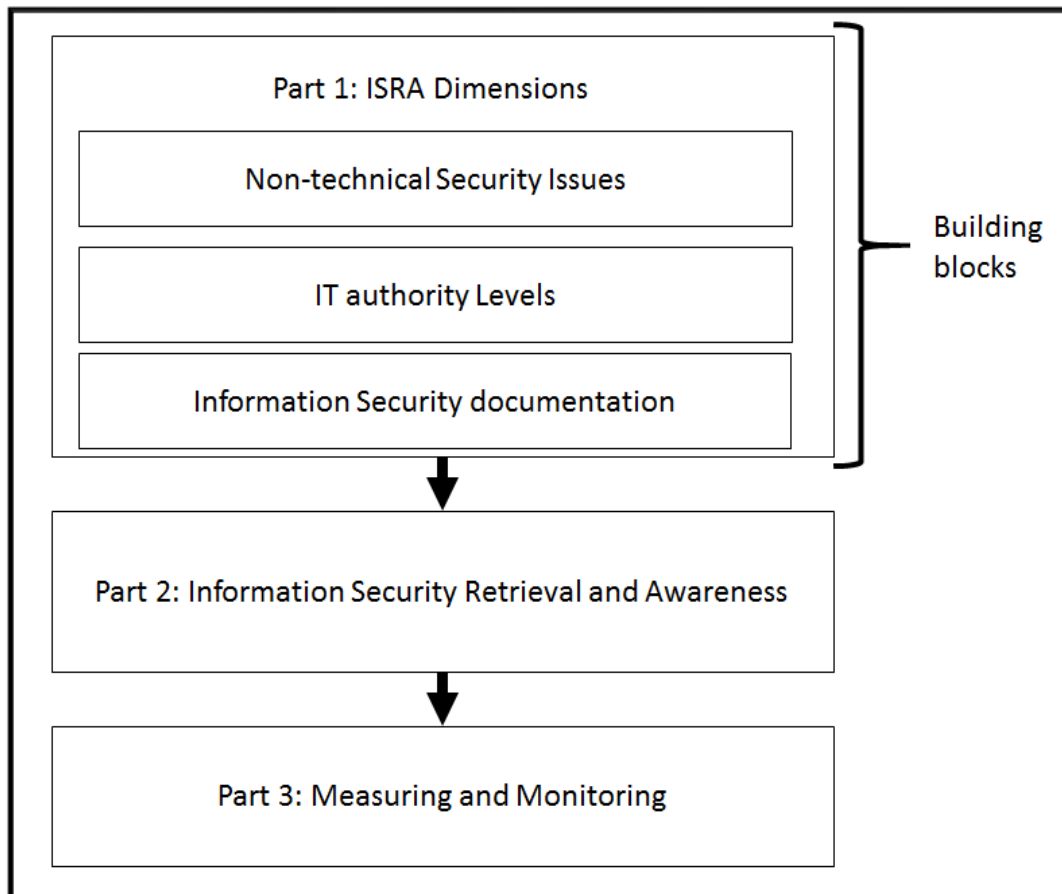 Part 1: ISRA Dimensions
Non-technical Security Issues
IT authority Levels
Information Security documentation
Building
blocks
Part 2: Information Security Retrieval and Awareness
Part 3: Measuring and Monitoring